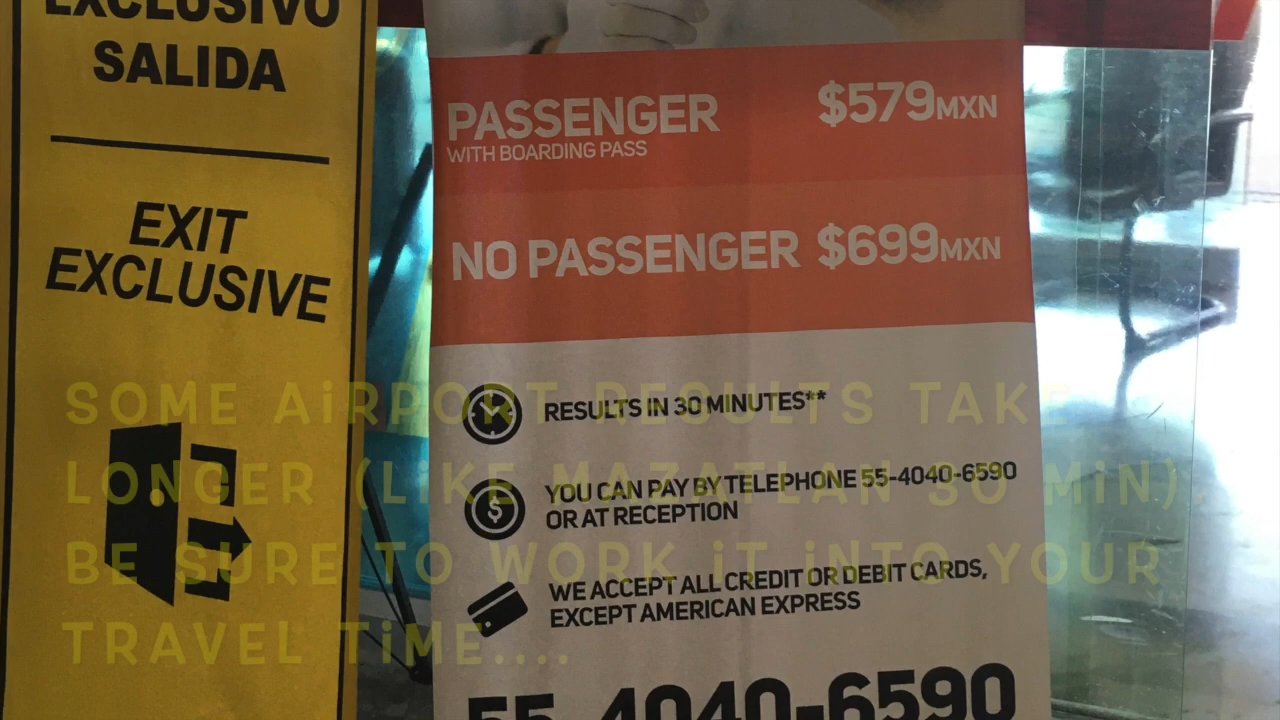 EXCLUSIVO
SALIDA
EXIT
EXCLUSIVE
PASSENGER $579MXN
WITH BOARDING PASS
NO PASSENGER $699MXN
RESULTS IN 30 MINUTES**
YOU CAN PAY BY TELEPHONE 55-4040-6590
OR AT RECEPTION
WE ACCEPT ALL CREDIT OR DEBIT CARDS,
EXCEPT AMERICAN EXPRESS
55-4040-6590
SOME AiRPORT RESULTS TAKE
LONGER (LiKE MAZATLAN 30 MiN).
BE SURE TO WORK iT iNTO YOUR
TRAVEL TiME....